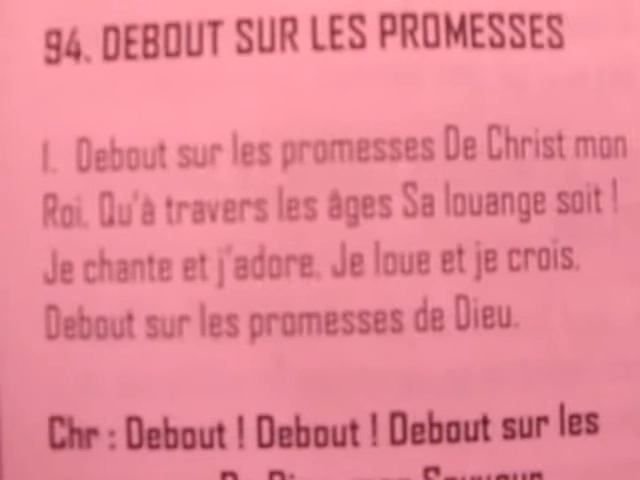 94. DEBOUT SUR LES PROMESSES
1. Debout sur les promesses De Christ mon
Roi, Qu'à travers les âges Sa louange soit !
Je chante et j'adore, Je loue et je crois,
Debout sur les promesses de Dieu.
Chr : Debout ! Debout ! Debout sur les